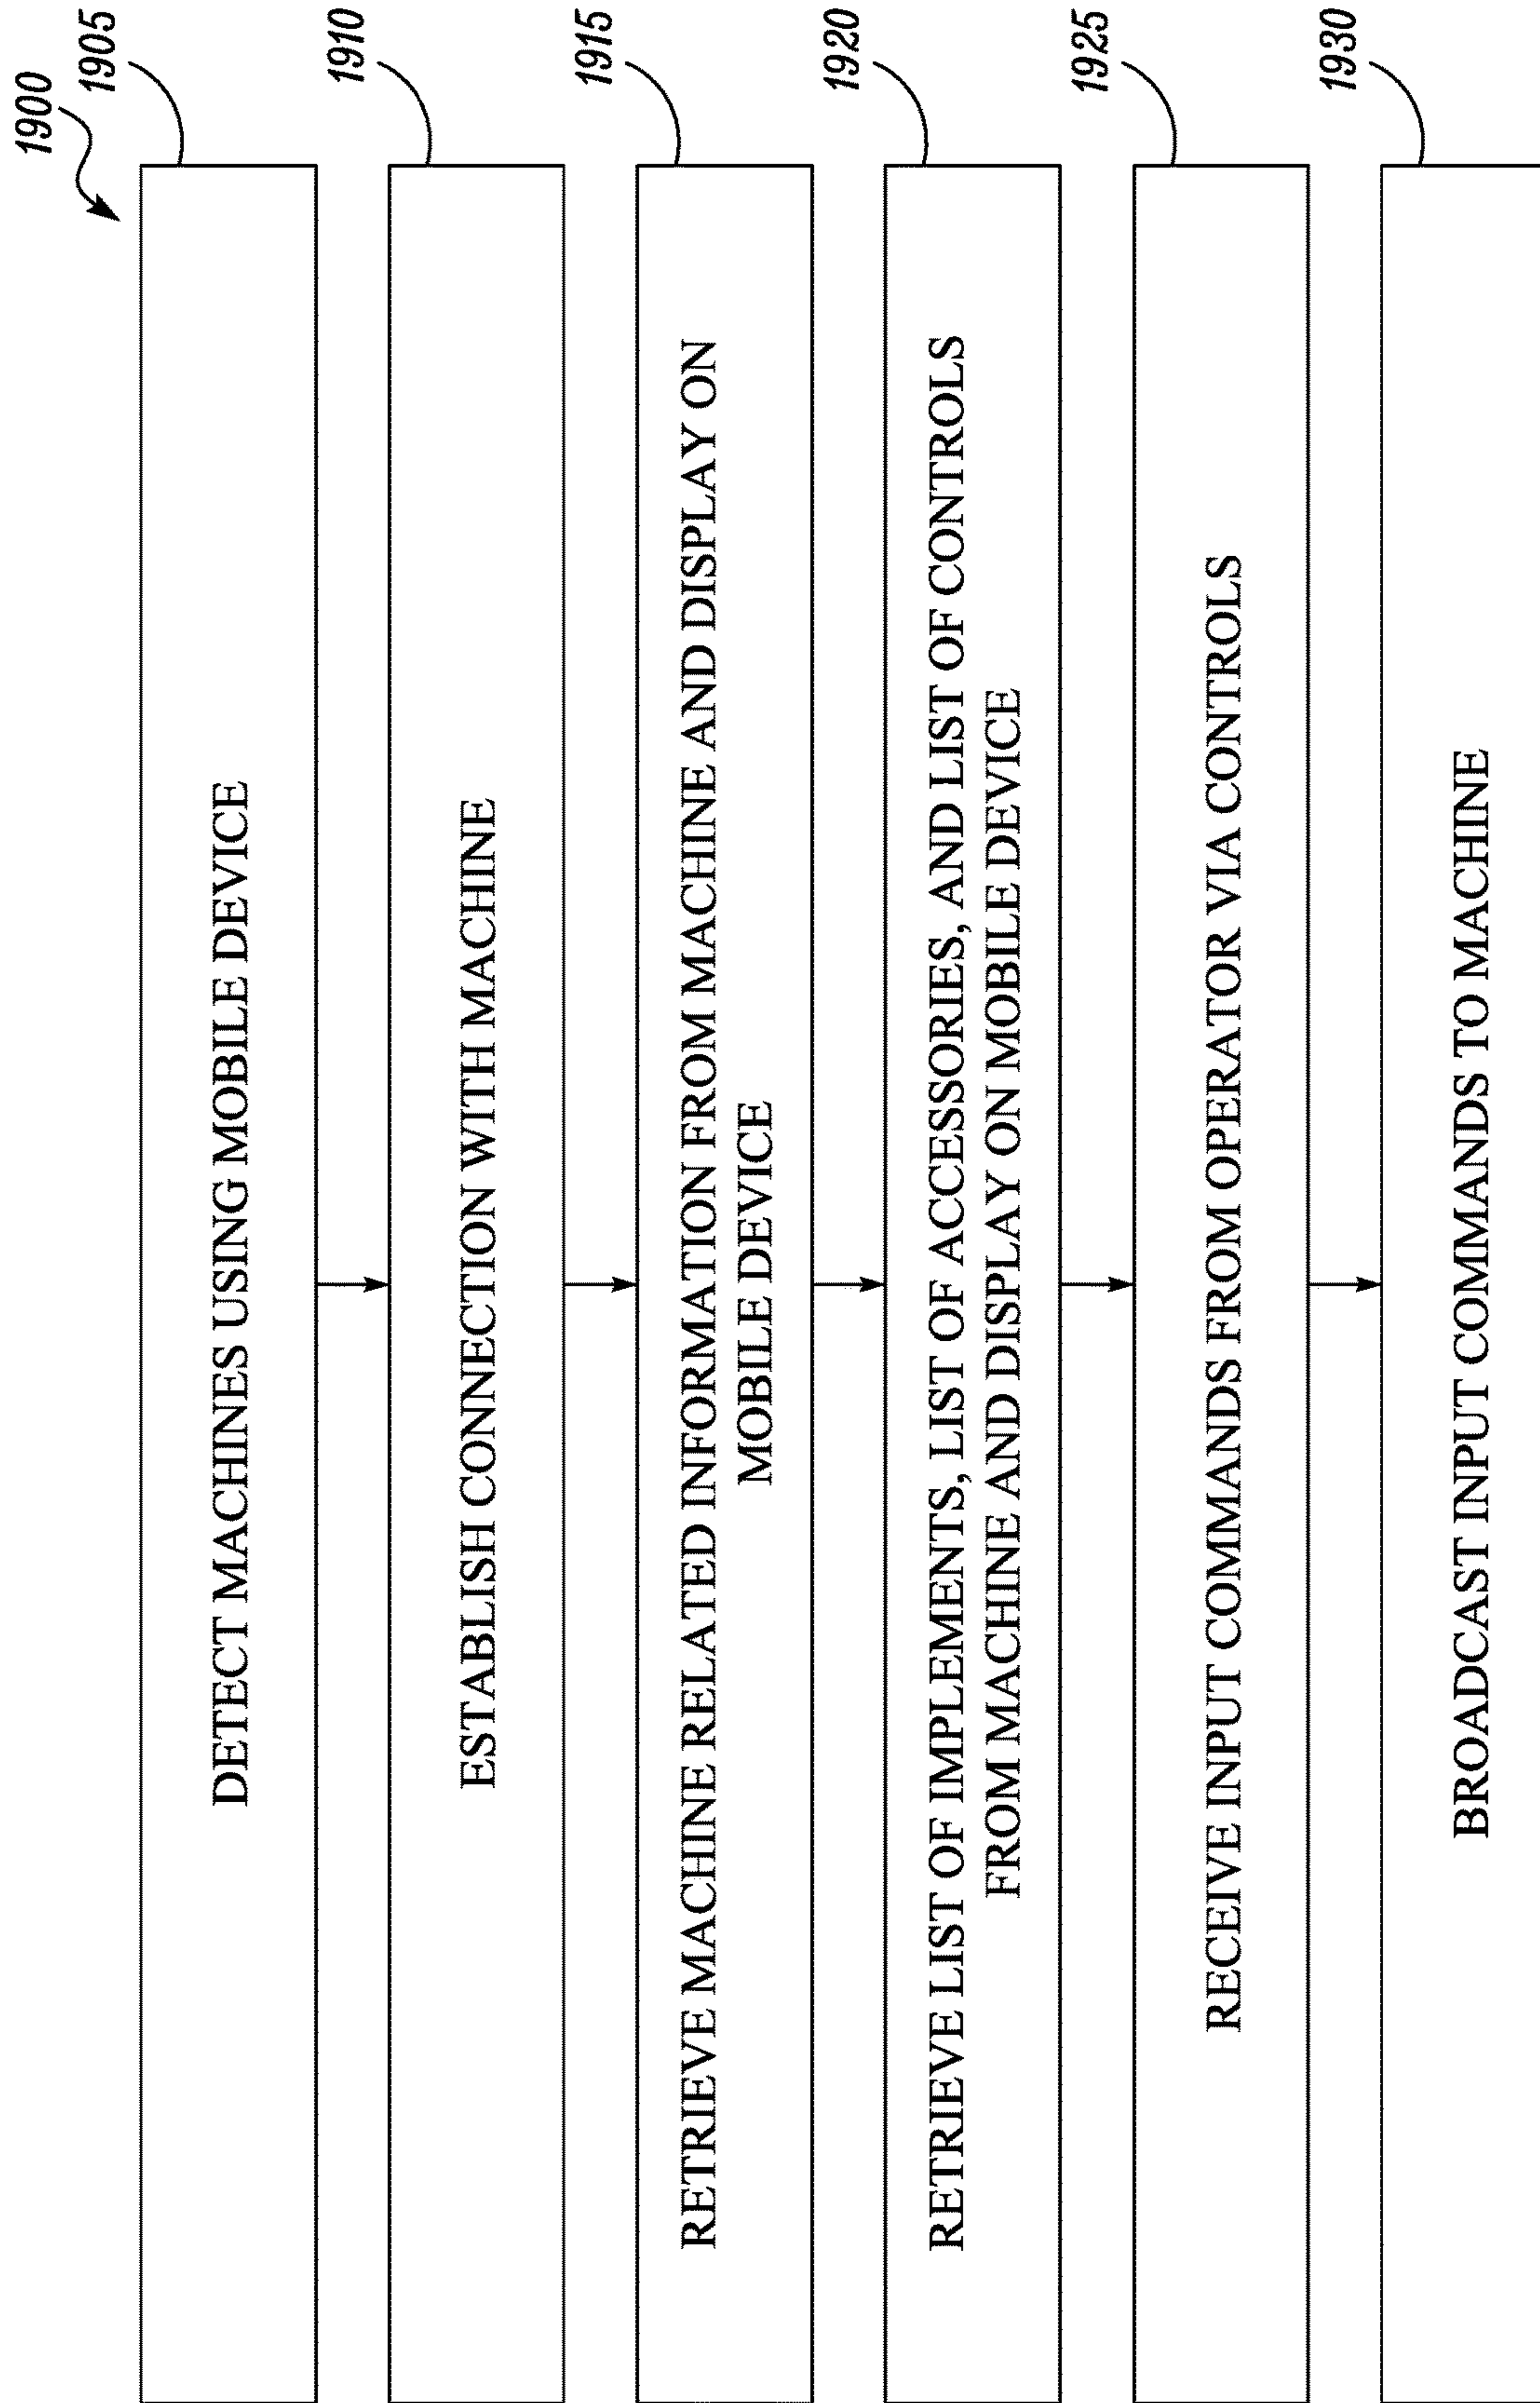 1900
1905
DETECT MACHINES USING MOBILE DEVICE
1910
ESTABLISH CONNECTION WITH MACHINE
1915
RETRIEVE MACHINE RELATED INFORMATION FROM MACHINE AND DISPLAY ON
MOBILE DEVICE
1920
RETRIEVE LIST OF IMPLEMENTS, LIST OF ACCESSORIES, AND LIST OF CONTROLS
FROM MACHINE AND DISPLAY ON MOBILE DEVICE
1925
RECEIVE INPUT COMMANDS FROM OPERATOR VIA CONTROLS
1930
BROADCAST INPUT COMMANDS TO MACHINE